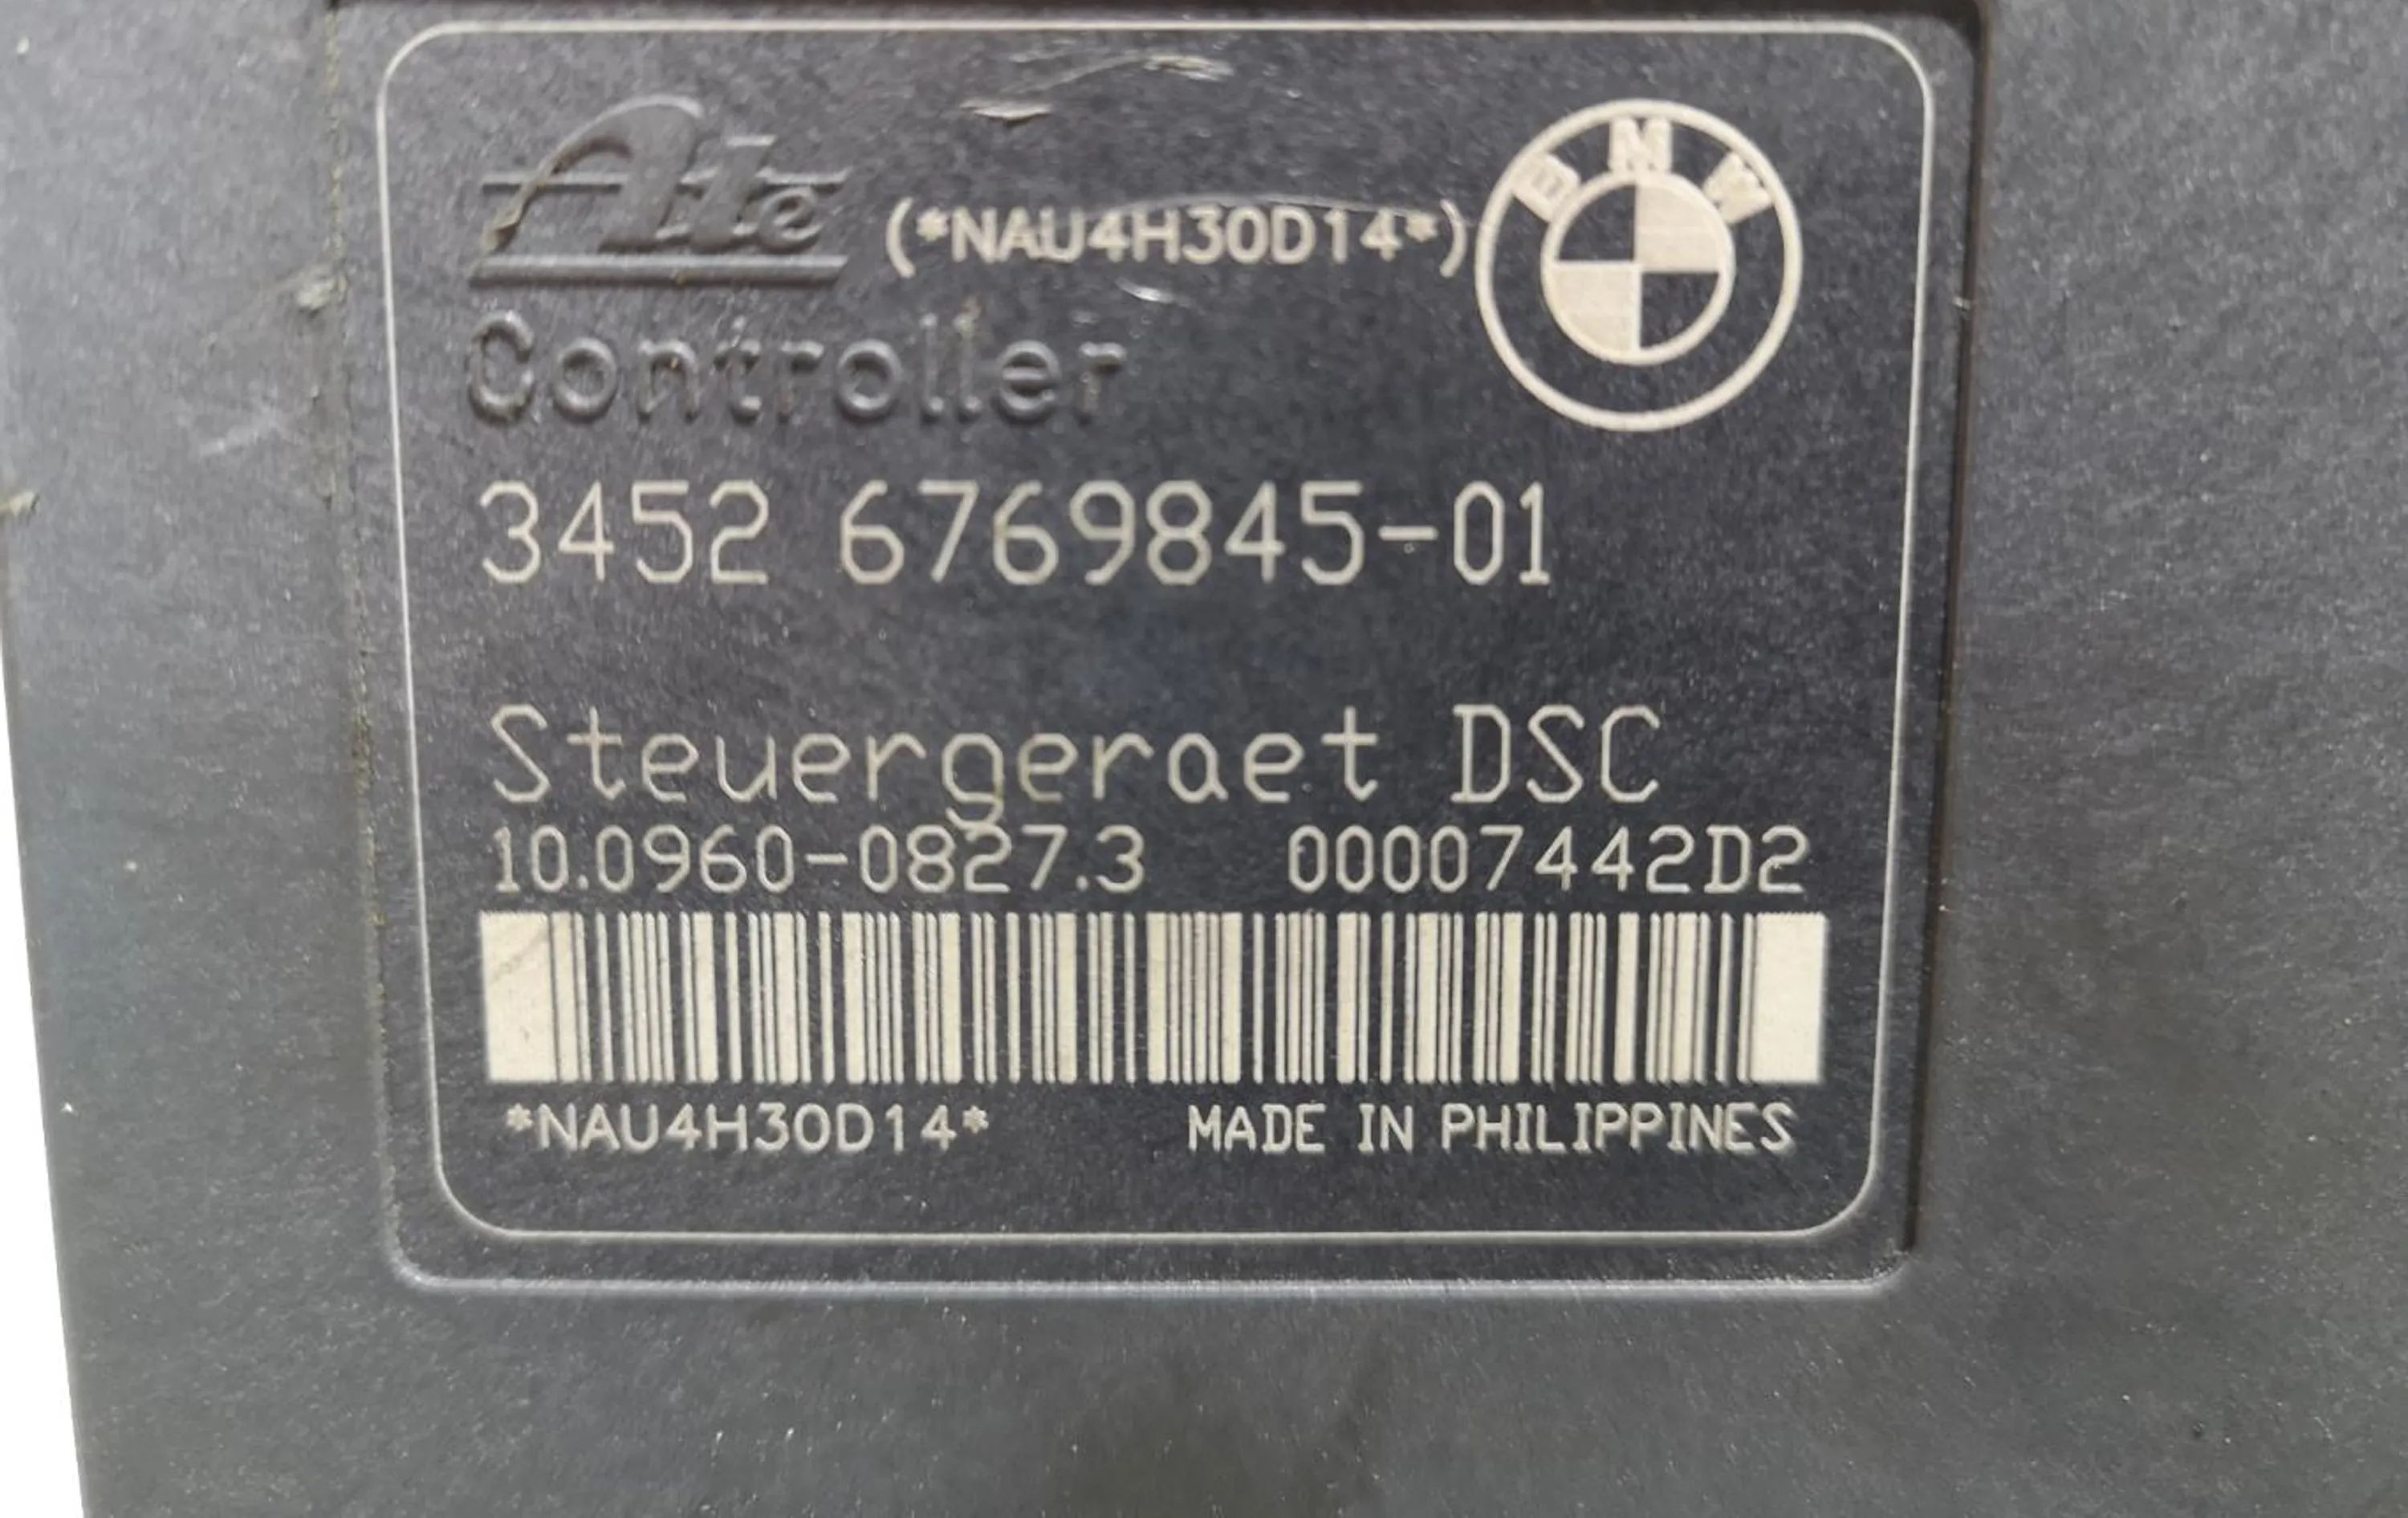 Ate (*NAU4H30D14*) BMW
Controller
3452 6769845-01
Steuergeraet DSC
10.0960-0827.3 00007442D2
*NAU4H30D14* MADE IN PHILIPPINES